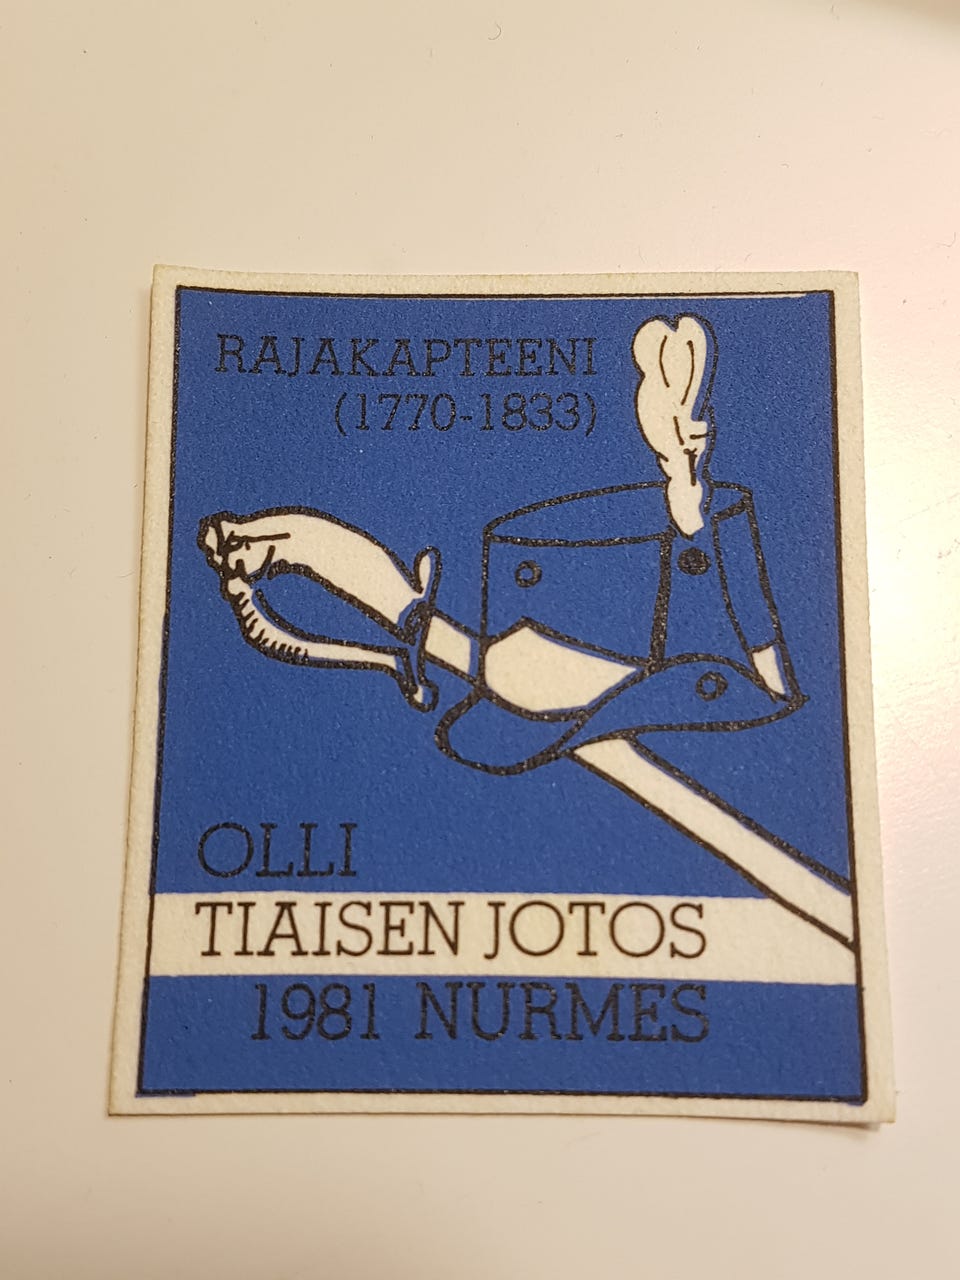 RAJAKAPTEENI
(1770-1833)
OLLI
TIAISEN JOTOS
1981 NURMES